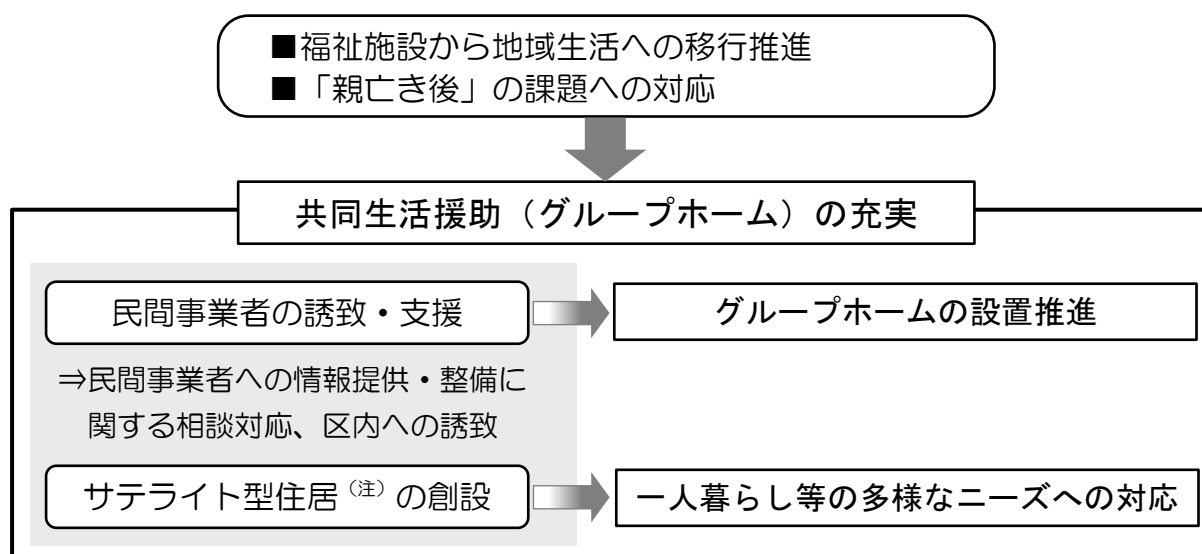 ■福祉施設から地域生活への移行推進
■「親亡き後」の課題への対応
共同生活援助（グループホーム）の充実
民間事業者の誘致・支援
グループホームの設置推進
⇒民間事業者への情報提供・整備に
関する相談対応、区内への誘致
サテライト型住居（注）の創設
一人暮らし等の多様なニーズへの対応